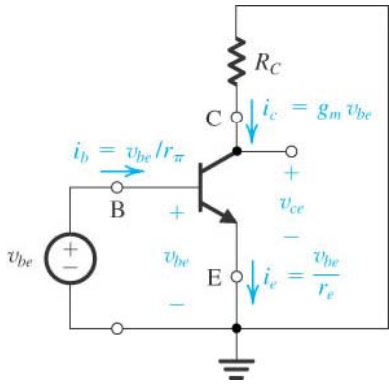 R_C
C
i_c = g_m v_be
i_b = v_be/r_π
+
B
+
v_ce
+
−
v_be
v_be
−
E
i_e = v_be/r_e
−